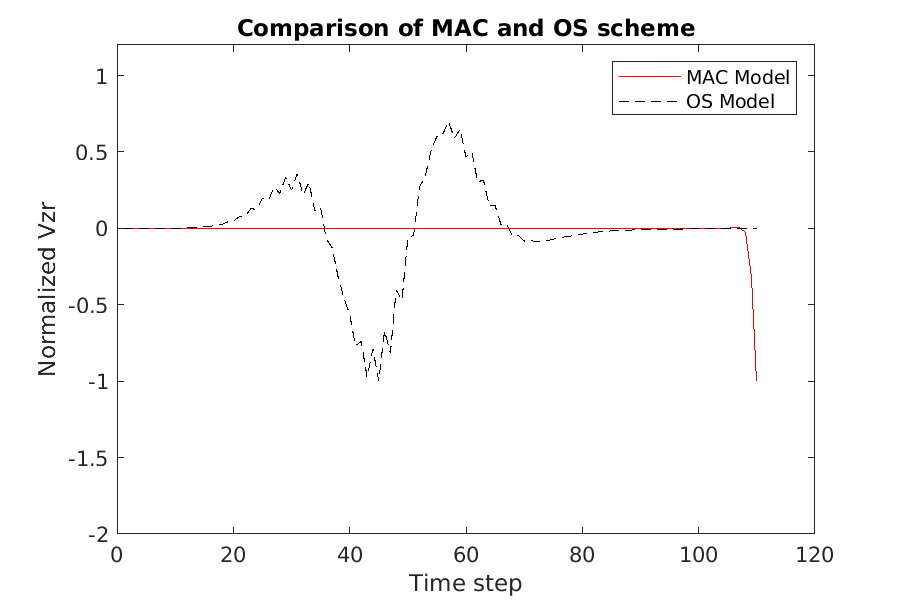 Comparison of MAC and OS scheme
MAC Model
OS Model
1
0.5
0
-0.5
-1
-1.5
-2
Normalized Vzr
0 20 40 60 80 100 120
Time step